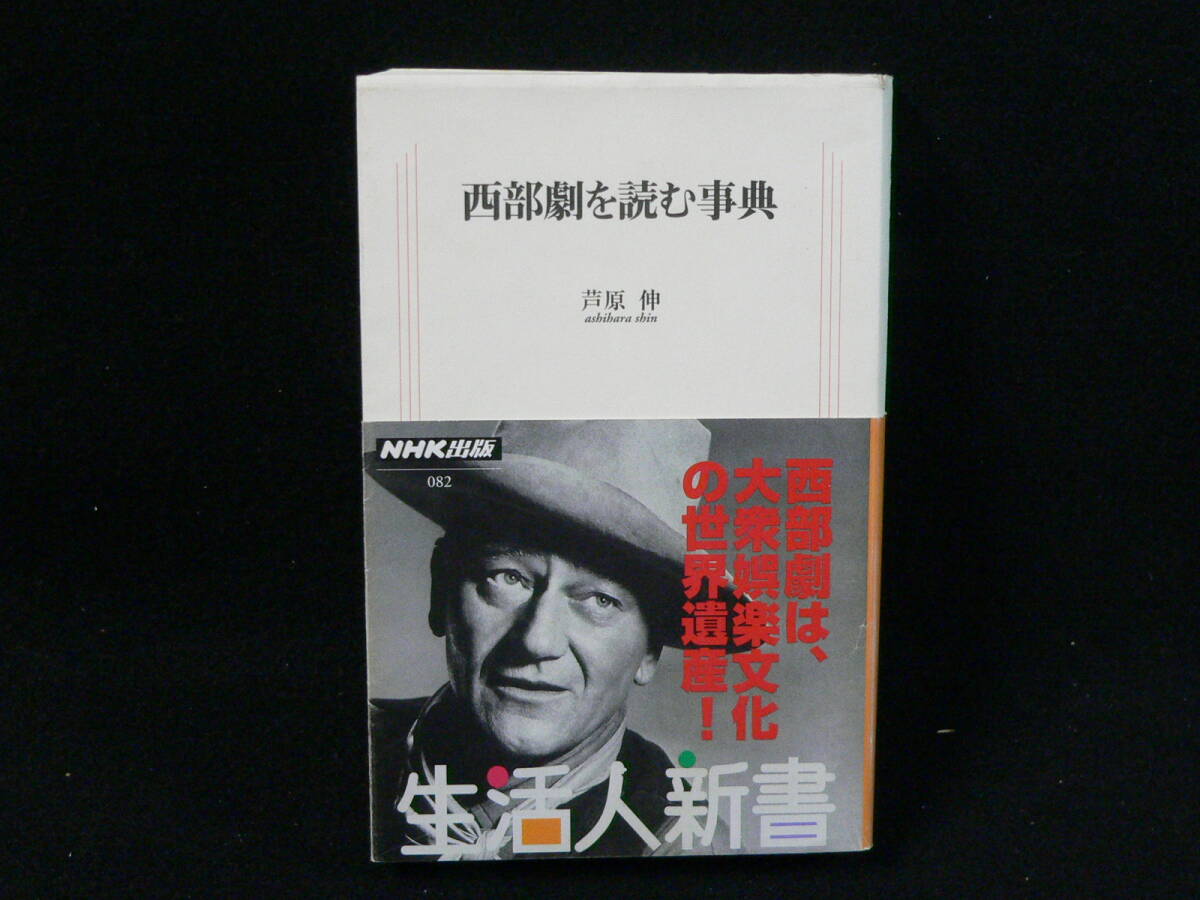 西部劇を読む事典
芦原 伸
ashihara shin
NHK出版
082
西部劇は、
大衆娯楽文化
の世界遺産！
生活人新書